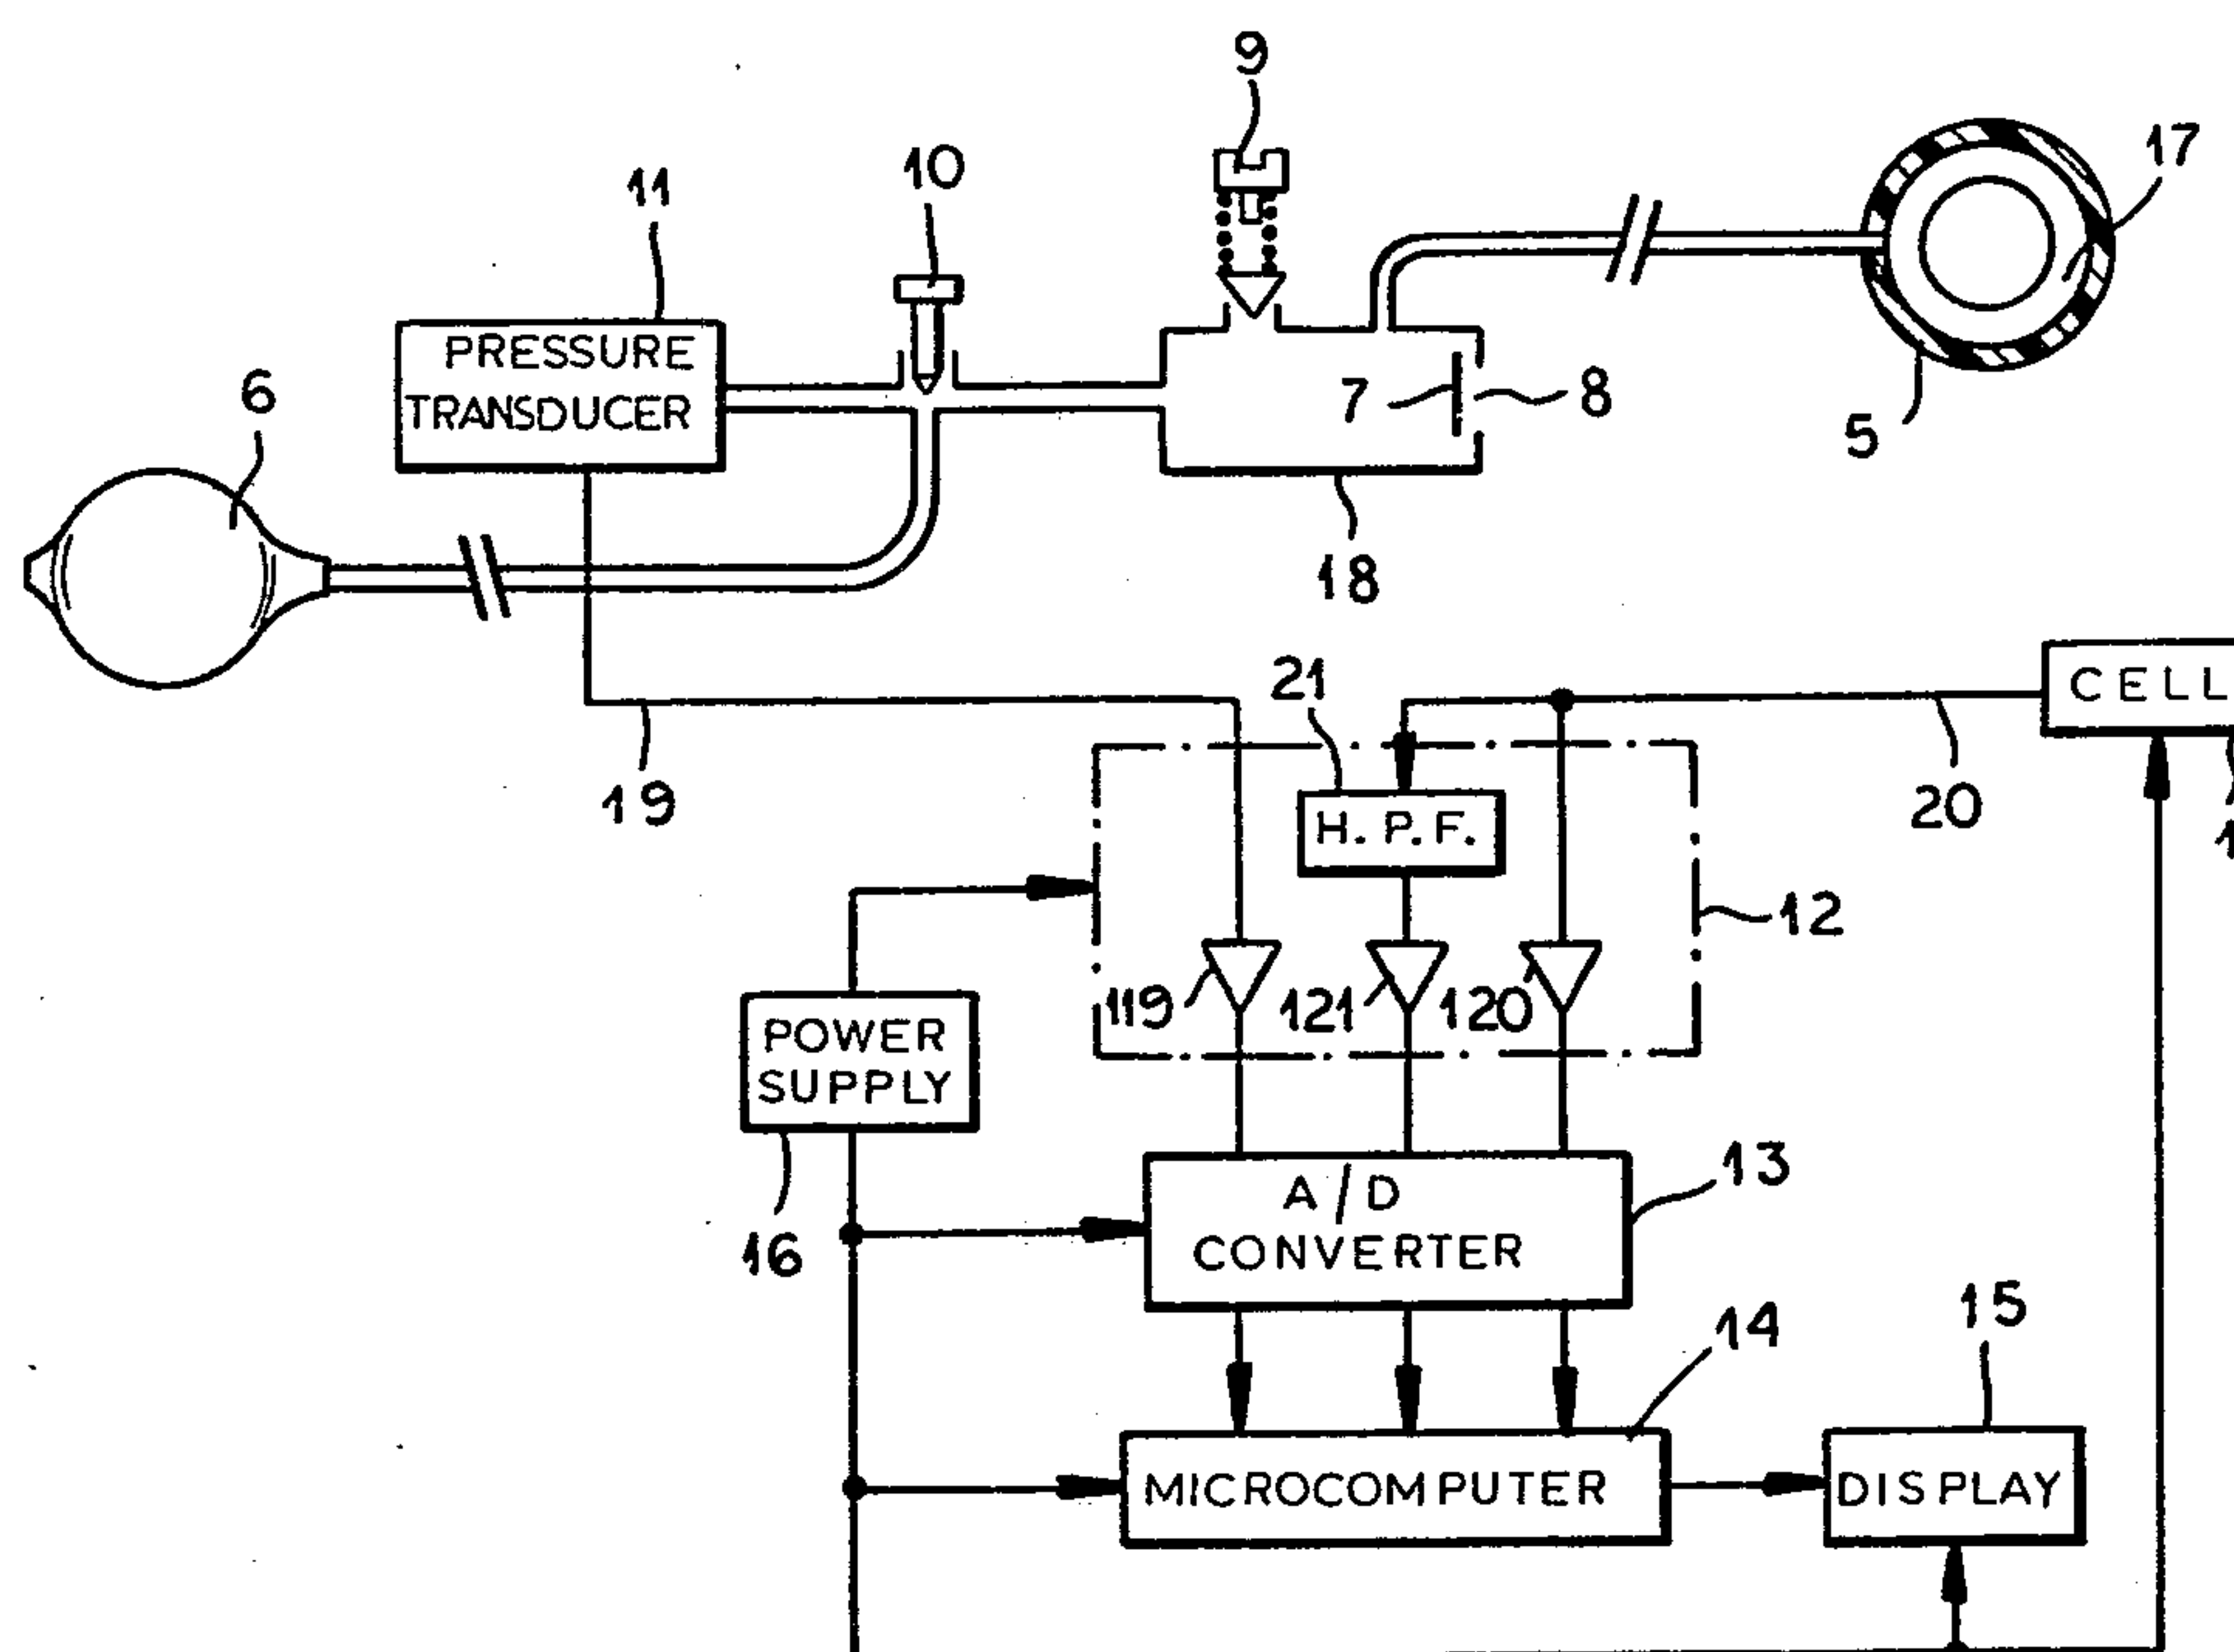 9
17
10
11
PRESSURE
TRANSDUCER
6
7
8
5
18
CELL
21
19
20
H. P. F.
12
119
121
120
POWER
SUPPLY
13
A/D
CONVERTER
16
15
14
MICROCOMPUTER
DISPLAY